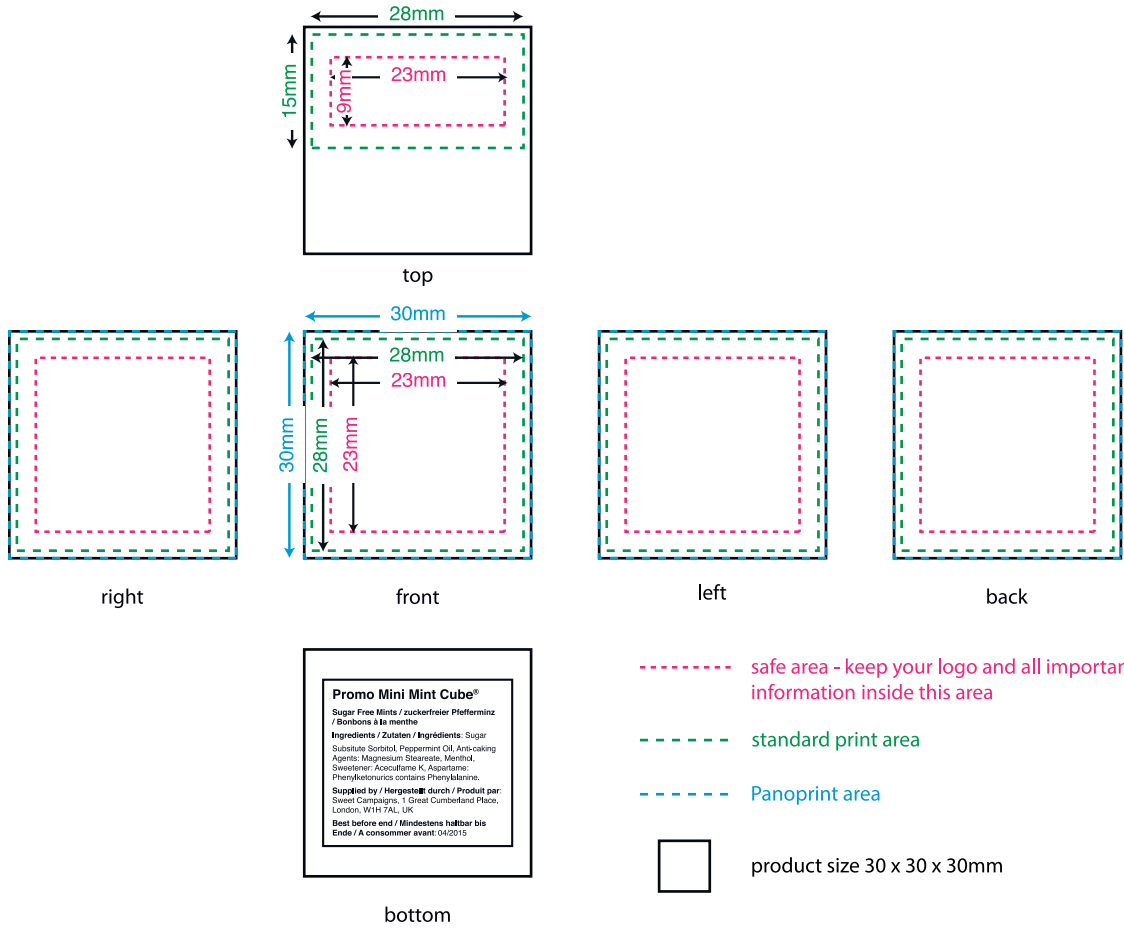 28mm
15mm
9mm
23mm
top
30mm
28mm
23mm
30mm
28mm
23mm
right
front
left
back
Promo Mini Mint Cube®
Sugar Free Mints / zuckerfreier Pfefferminz
/ Bonbons à la menthe
Ingredients / Zutaten / Ingrédients: Sugar
Subsitute Sorbitol, Peppermint Oil, Anti-caking
Agents: Magnesium Steareate, Menthol,
Sweetener: Aceculfame K, Aspartame:
Phenylketonurics contains Phenylalanine.
Supplied by / Hergestellt durch / Produit par:
Sweet Campaigns, 1 Great Cumberland Place,
London, W1H 7AL, UK
Best before end / Mindestens haltbar bis
Ende / A consommer avant: 04/2015
bottom
safe area - keep your logo and all importan
information inside this area
standard print area
Panoprint area
product size 30 x 30 x 30mm